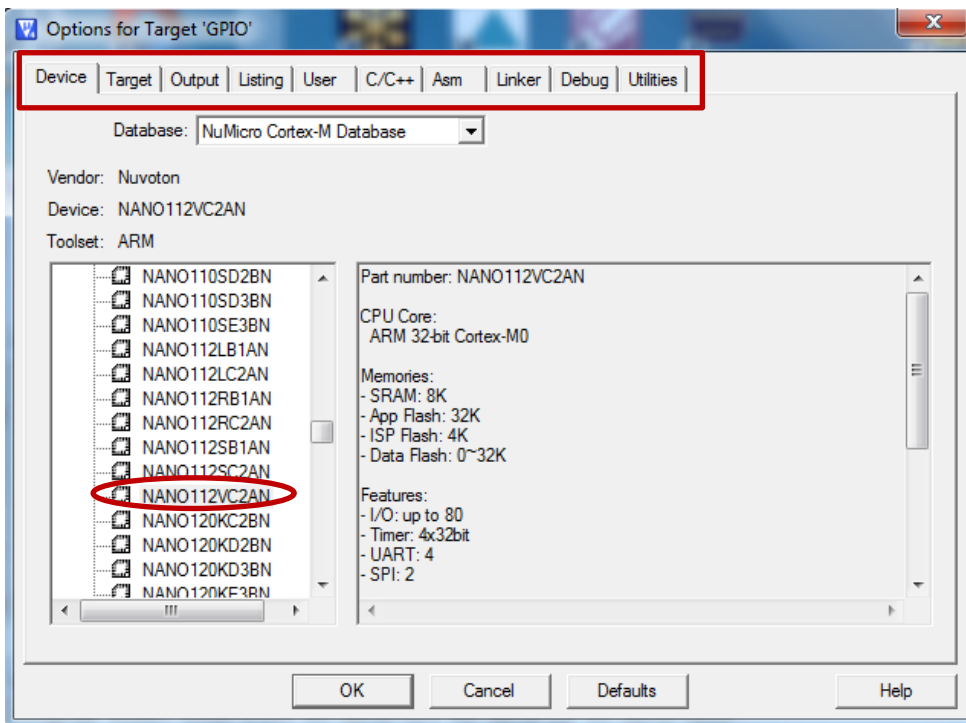 Options for Target 'GPIO'
Device Target Output Listing User C/C++ Asm Linker Debug Utilities
Database: NuMicro Cortex-M Database
Vendor: Nuvoton
Device: NANO112VC2AN
Toolset: ARM
NANO110SD2BN
NANO110SD3BN
NANO110SE3BN
NANO112LB1AN
NANO112LC2AN
NANO112RB1AN
NANO112RC2AN
NANO112SB1AN
NANO112SC2AN
NANO112VC2AN
NANO120KC2BN
NANO120KD2BN
NANO120KD3BN
NANO120KE3BN
Part number: NANO112VC2AN
CPU Core:
ARM 32-bit Cortex-M0
Memories:
- SRAM: 8K
- App Flash: 32K
- ISP Flash: 4K
- Data Flash: 0~32K
Features:
- I/O: up to 80
- Timer: 4x32bit
- UART: 4
- SPI: 2
OK Cancel Defaults Help